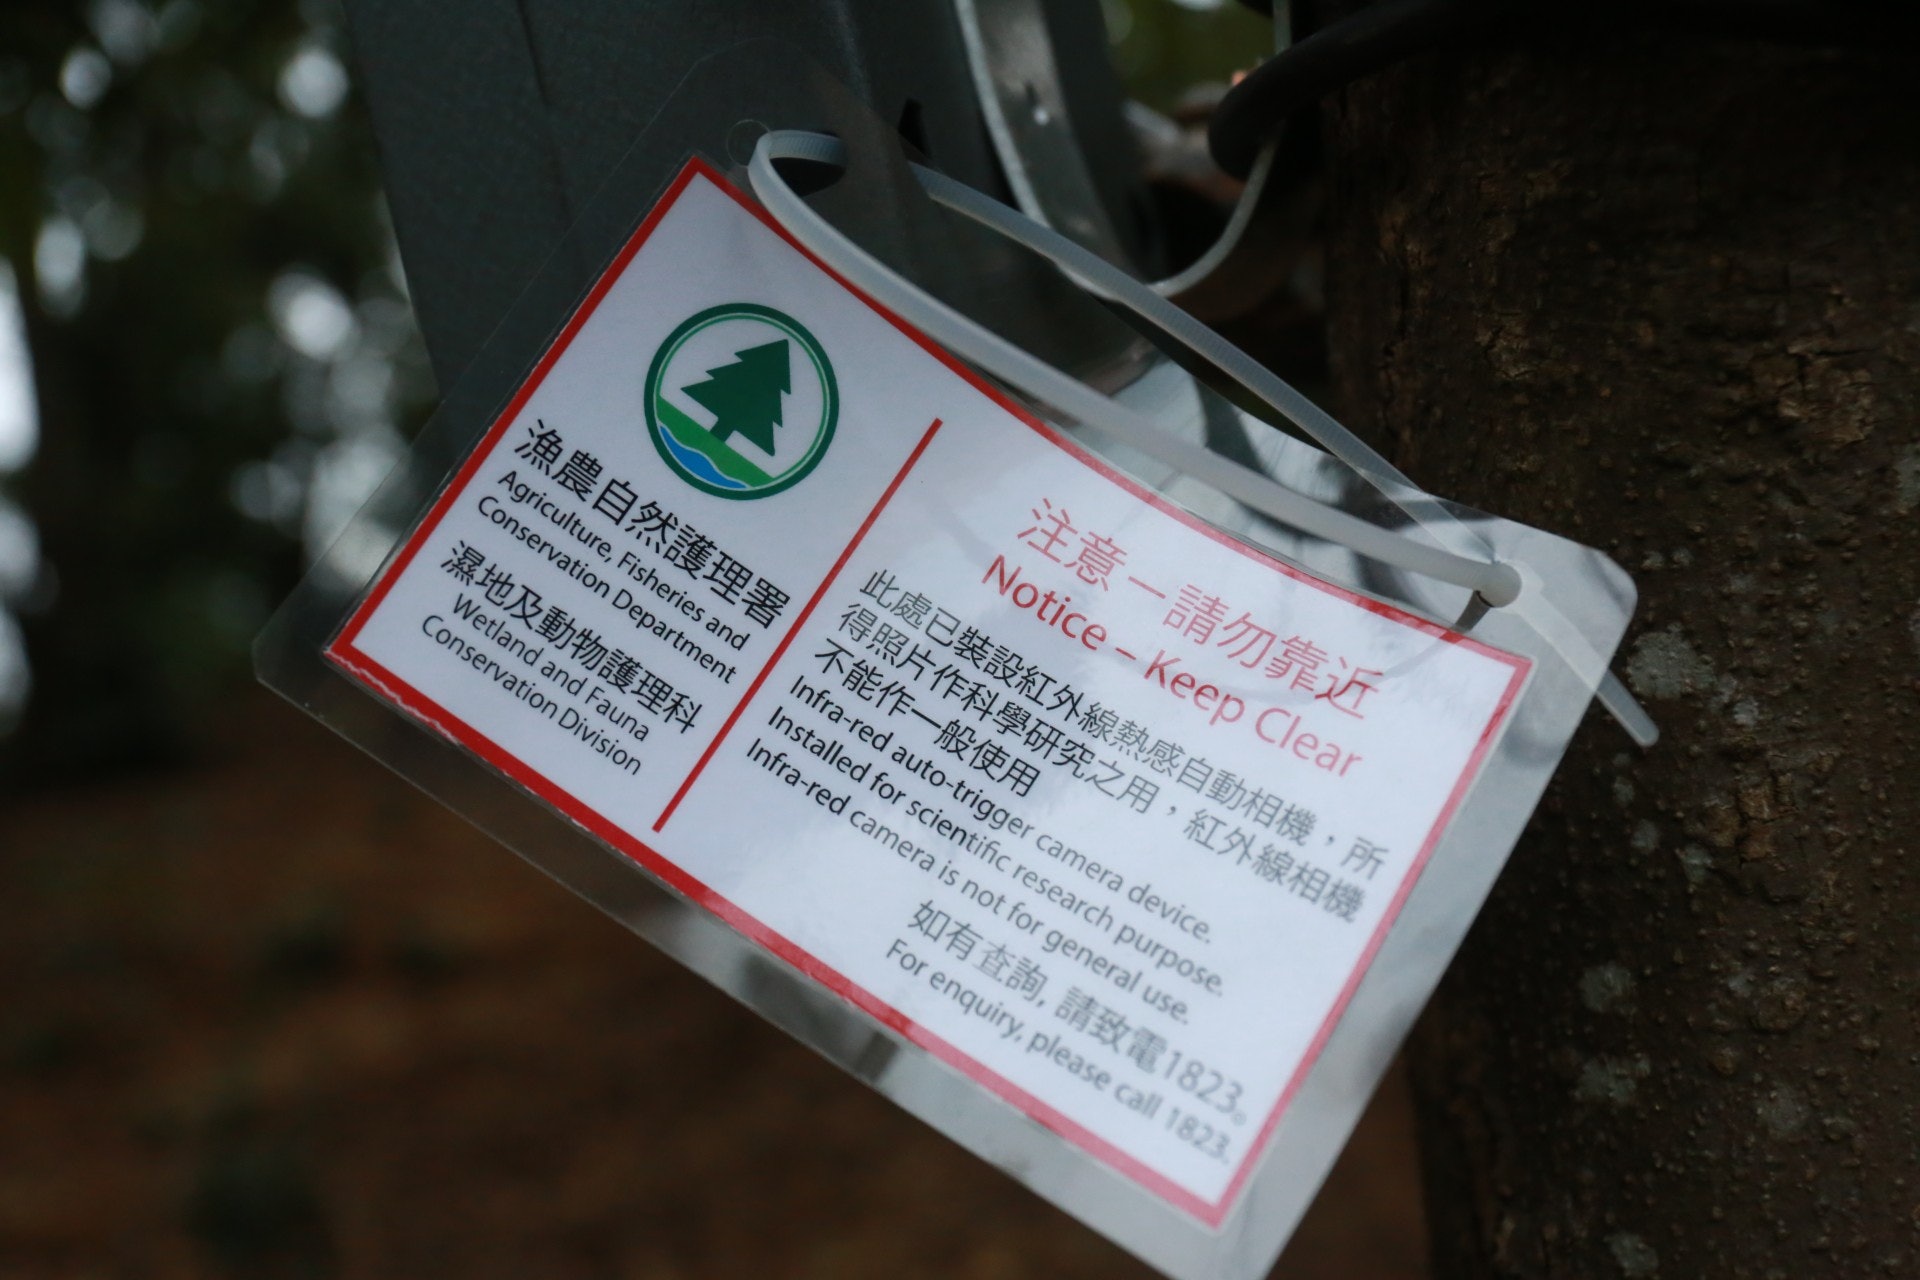 漁農自然護理署
Agriculture, Fisheries and
Conservation Department
濕地及動物護理科
Wetland and Fauna
Conservation Division
注意－請勿靠近
Notice – Keep Clear
此處已裝設紅外線熱感自動相機，所
得照片作科學研究之用，紅外線相機
不能作一般使用
Infra-red auto-trigger camera device.
Installed for scientific research purpose.
Infra-red camera is not for general use.
如有查詢, 請致電1823。
For enquiry, please call 1823.